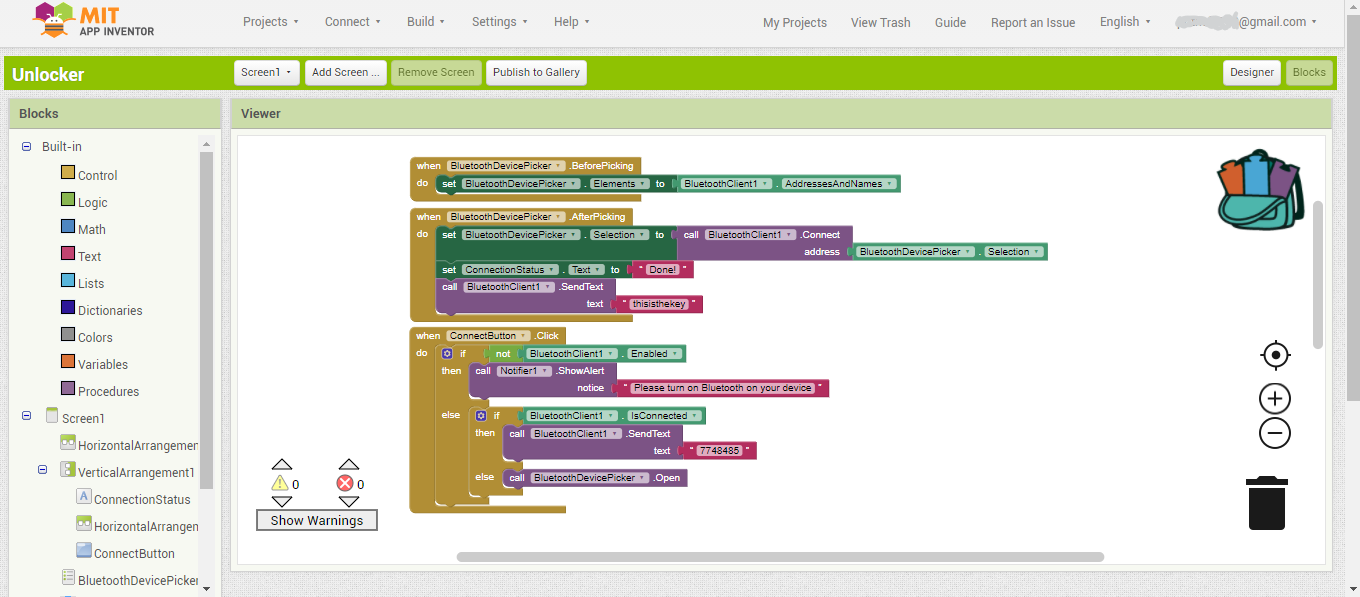 MIT
APP INVENTOR
Projects Connect Build Settings Help My Projects View Trash Guide Report an Issue English @gmail.com
Unlocker Screen1 Add Screen ... Remove Screen Publish to Gallery Designer Blocks
Blocks
Viewer
Built-in
Control
Logic
Math
Text
Lists
Dictionaries
Colors
Variables
Procedures
Screen1
HorizontalArrangemen
VerticalArrangement1
ConnectionStatus
HorizontalArrangen
ConnectButton
BluetoothDevicePicker
when BluetoothDevicePicker .BeforePicking
do set BluetoothDevicePicker . Elements to BluetoothClient1 . AddressesAndNames
when BluetoothDevicePicker .AfterPicking
do set BluetoothDevicePicker . Selection to call BluetoothClient1 .Connect
address BluetoothDevicePicker . Selection
set ConnectionStatus . Text to " Done! "
call BluetoothClient1 .SendText
text " thisisthekey "
when ConnectButton .Click
do if not BluetoothClient1 . Enabled
then call Notifier1 .ShowAlert
notice " Please turn on Bluetooth on your device "
else if BluetoothClient1 . IsConnected
then call BluetoothClient1 .SendText
text " 7748485 "
else call BluetoothDevicePicker .Open
0 0
Show Warnings